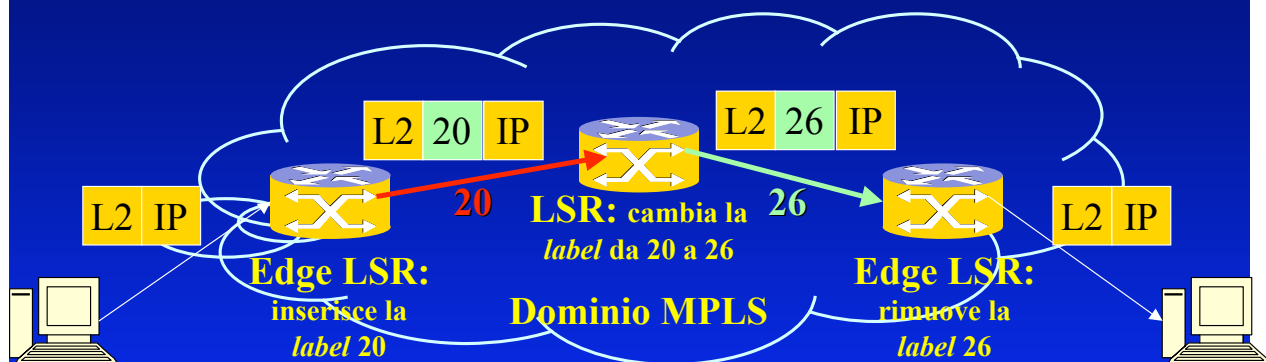 L2 20 IP
L2 26 IP
L2 IP
20
LSR: cambia la
label da 20 a 26
26
L2 IP
Edge LSR:
inserisce la
label 20
Dominio MPLS
Edge LSR:
rimuove la
label 26